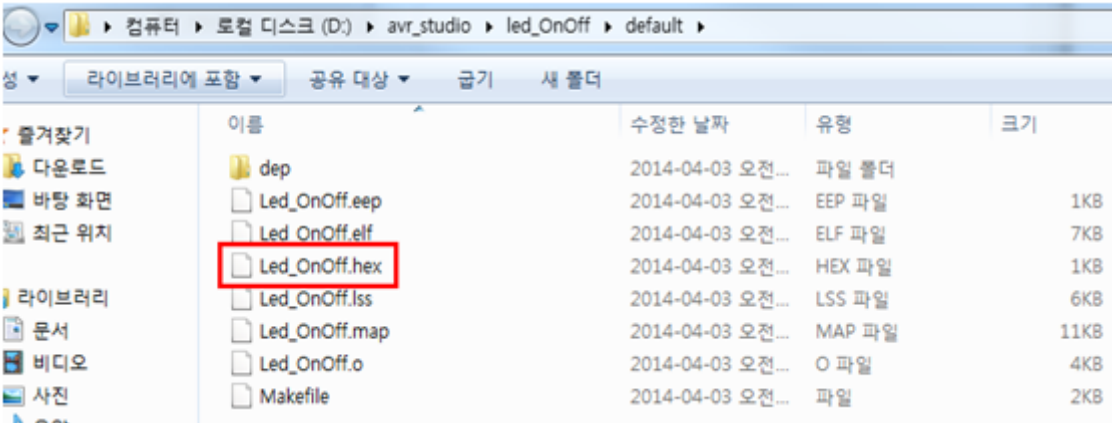 컴퓨터 ▸ 로컬 디스크 (D:) ▸ avr_studio ▸ led_OnOff ▸ default ▸
성 ▾ 라이브러리에 포함 ▾ 공유 대상 ▾ 굽기 새 폴더
즐겨찾기
다운로드
바탕 화면
최근 위치
라이브러리
문서
비디오
사진
이름 수정한 날짜 유형 크기
dep 2014-04-03 오전... 파일 폴더
Led_OnOff.eep 2014-04-03 오전... EEP 파일 1KB
Led_OnOff.elf 2014-04-03 오전... ELF 파일 7KB
Led_OnOff.hex 2014-04-03 오전... HEX 파일 1KB
Led_OnOff.lss 2014-04-03 오전... LSS 파일 6KB
Led_OnOff.map 2014-04-03 오전... MAP 파일 11KB
Led_OnOff.o 2014-04-03 오전... O 파일 4KB
Makefile 2014-04-03 오전... 파일 2KB